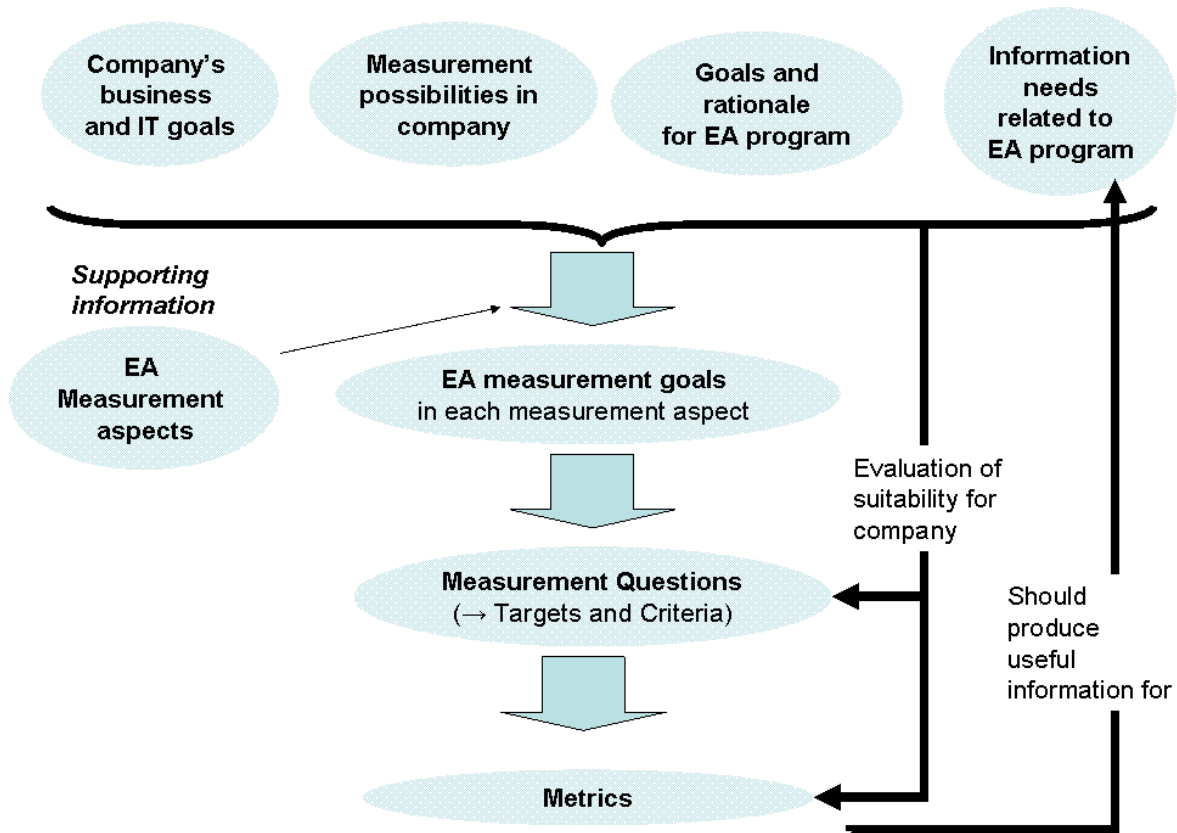 Company's
business
and IT goals
Measurement
possibilities in
company
Goals and
rationale
for EA program
Information
needs
related to
EA program
Supporting
information
EA
Measurement
aspects
EA measurement goals
in each measurement aspect
Evaluation of
suitability for
company
Measurement Questions
(→ Targets and Criteria)
Should
produce
useful
information for
Metrics